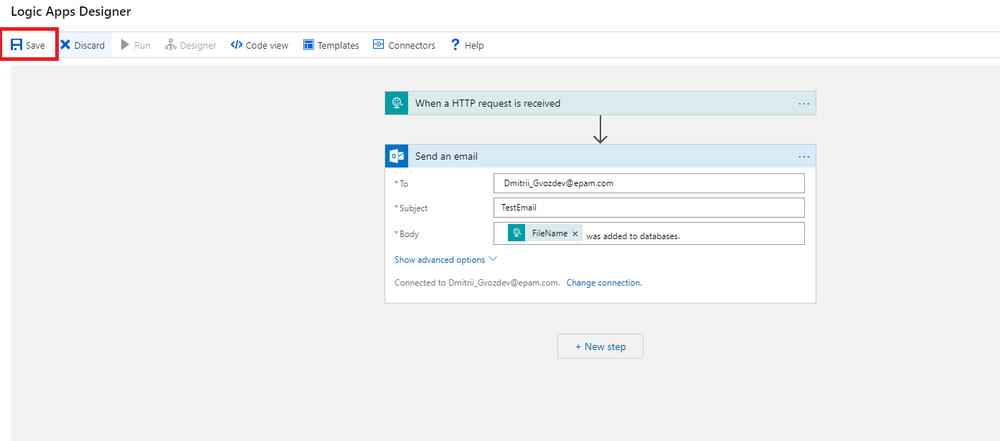 Logic Apps Designer
Save Discard Run Designer </> Code view Templates Connectors ? Help
When a HTTP request is received ...
Send an email ...
*To Dmitrii_Gvozdev@epam.com
*Subject TestEmail
*Body FileName × was added to databases.
Show advanced options
Connected to Dmitrii_Gvozdev@epam.com. Change connection.
+ New step